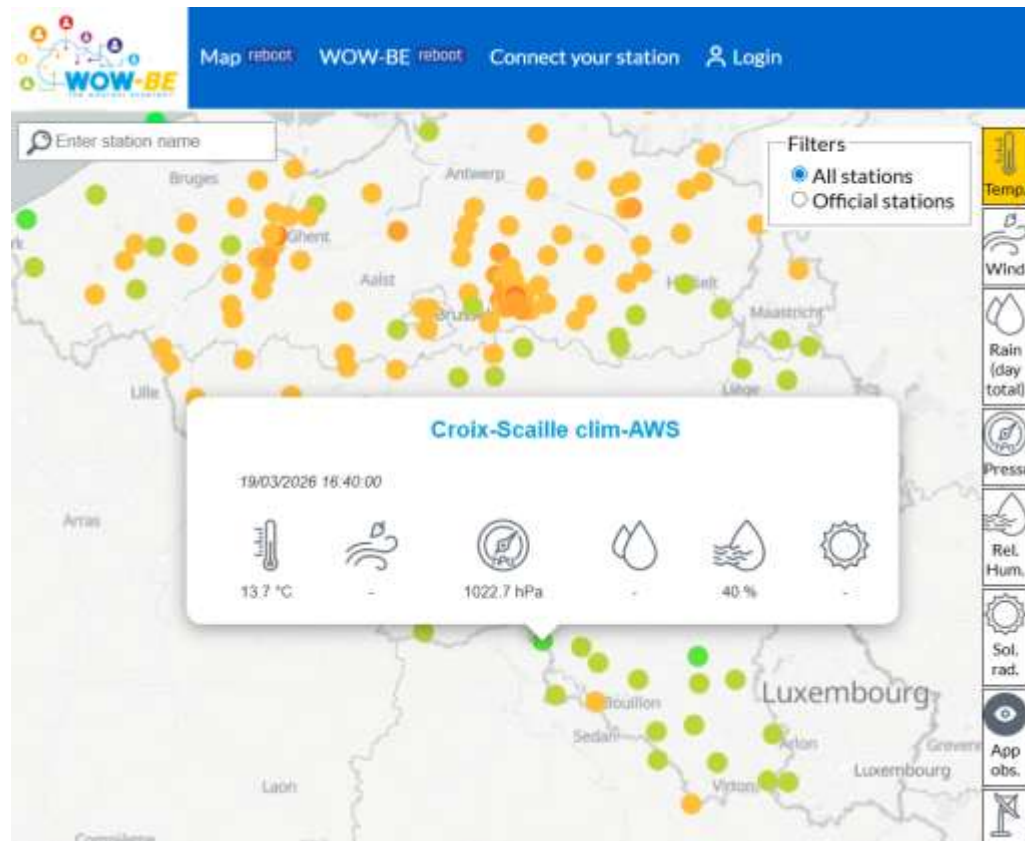 WOW-BE
Map reboot
WOW-BE reboot
Connect your station
Login
Enter station name
Filters
All stations
Official stations
Temp.
Wind
Rain
(day
total)
Press
Rel.
Hum.
Sol.
rad.
App
obs.
Bruges
Antwerp
Ghent
Aalst
Maastricht
Lille
Liège
Croix-Scaille clim-AWS
19/03/2026 16:40:00
13.7 °C
-
1022.7 hPa
-
40 %
-
Arras
Bouillon
Luxembourg
Sedan
Arlon
Luxembourg
Virton
Laon
Compiègne